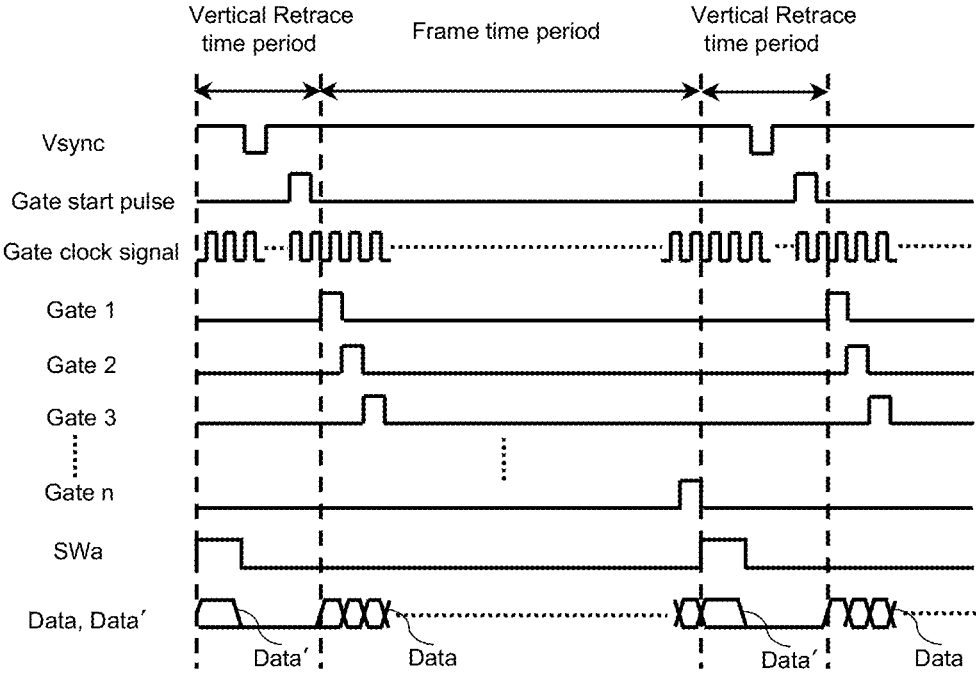 Vertical Retrace
time period
Frame time period
Vertical Retrace
time period
Vsync
Gate start pulse
Gate clock signal
Gate 1
Gate 2
Gate 3
Gate n
SWa
Data, Data′
Data′
Data
Data′
Data